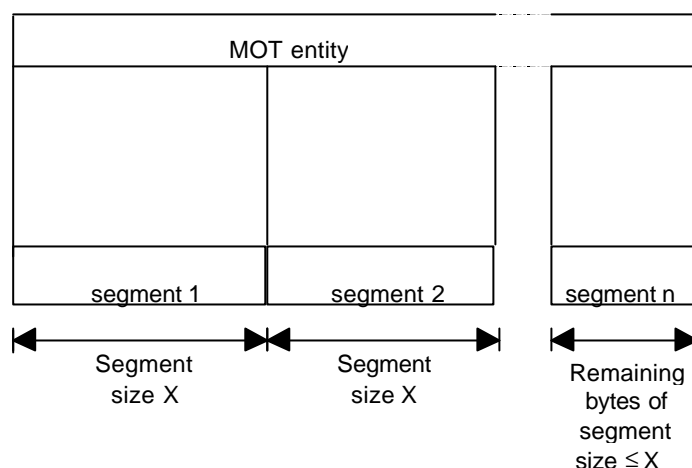 MOT entity
segment 1
segment 2
segment n
Segment
size X
Segment
size X
Remaining
bytes of
segment
size ≤ X